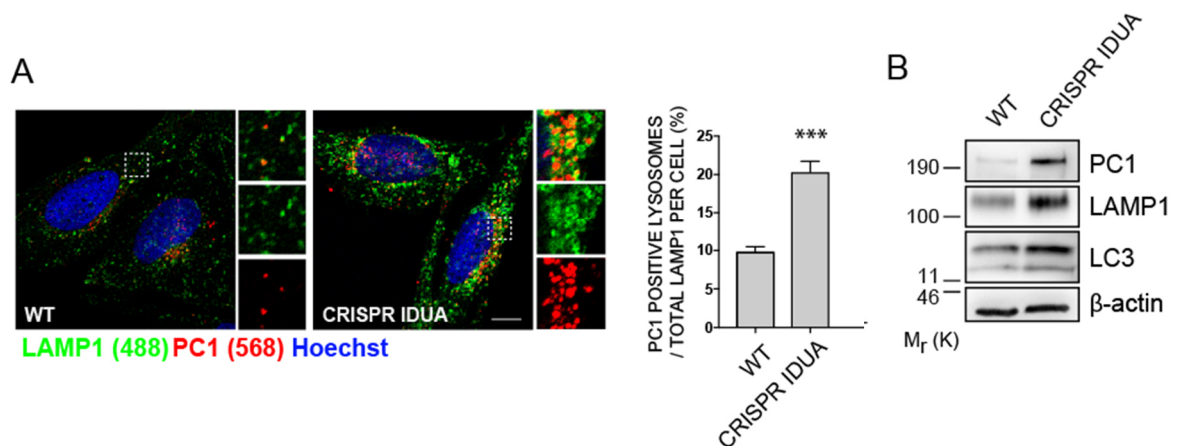 A
WT
CRISPR IDUA
LAMP1 (488) PC1 (568) Hoechst
PC1 POSITIVE LYSOSOMES
/ TOTAL LAMP1 PER CELL (%)
25
20
15
10
5
0
***
WT
CRISPR IDUA
B
WT
CRISPR IDUA
190
PC1
100
LAMP1
LC3
11
46
β-actin
Mr (K)